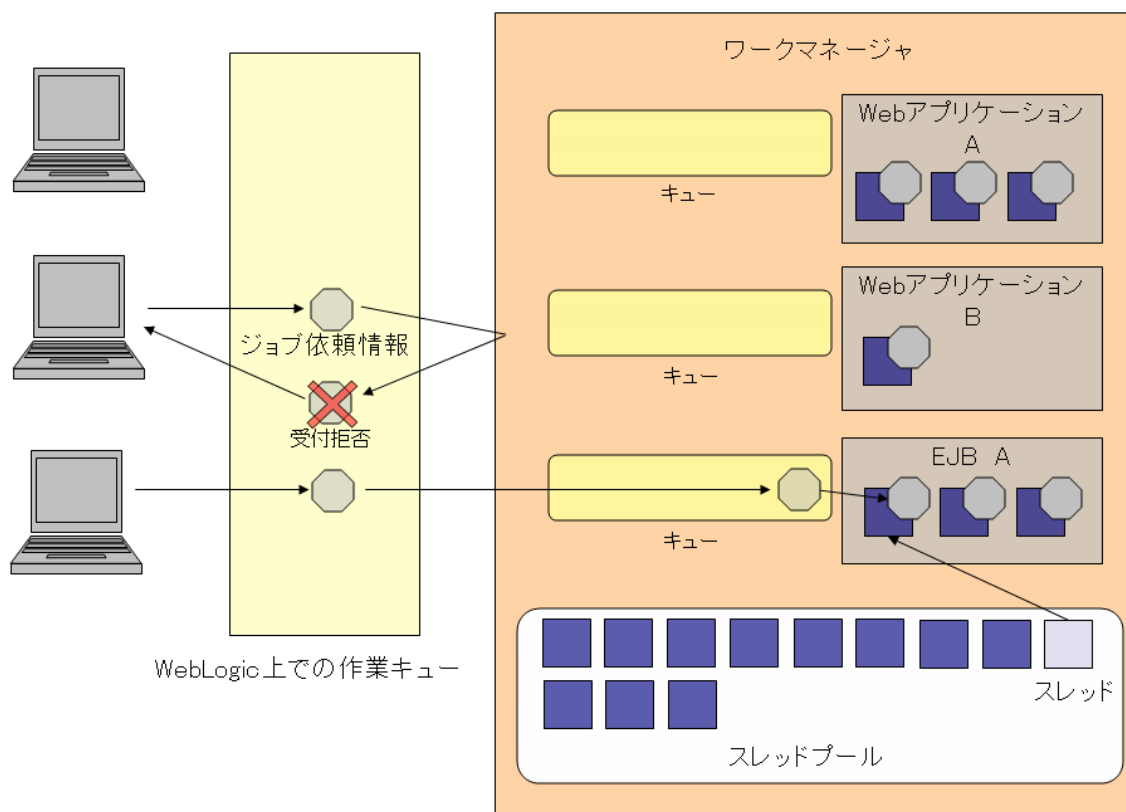 ワークマネージャ
Webアプリケーション
A
キュー
Webアプリケーション
B
キュー
ジョブ依頼情報
受付拒否
EJB A
キュー
WebLogic上での作業キュー
スレッド
スレッドプール